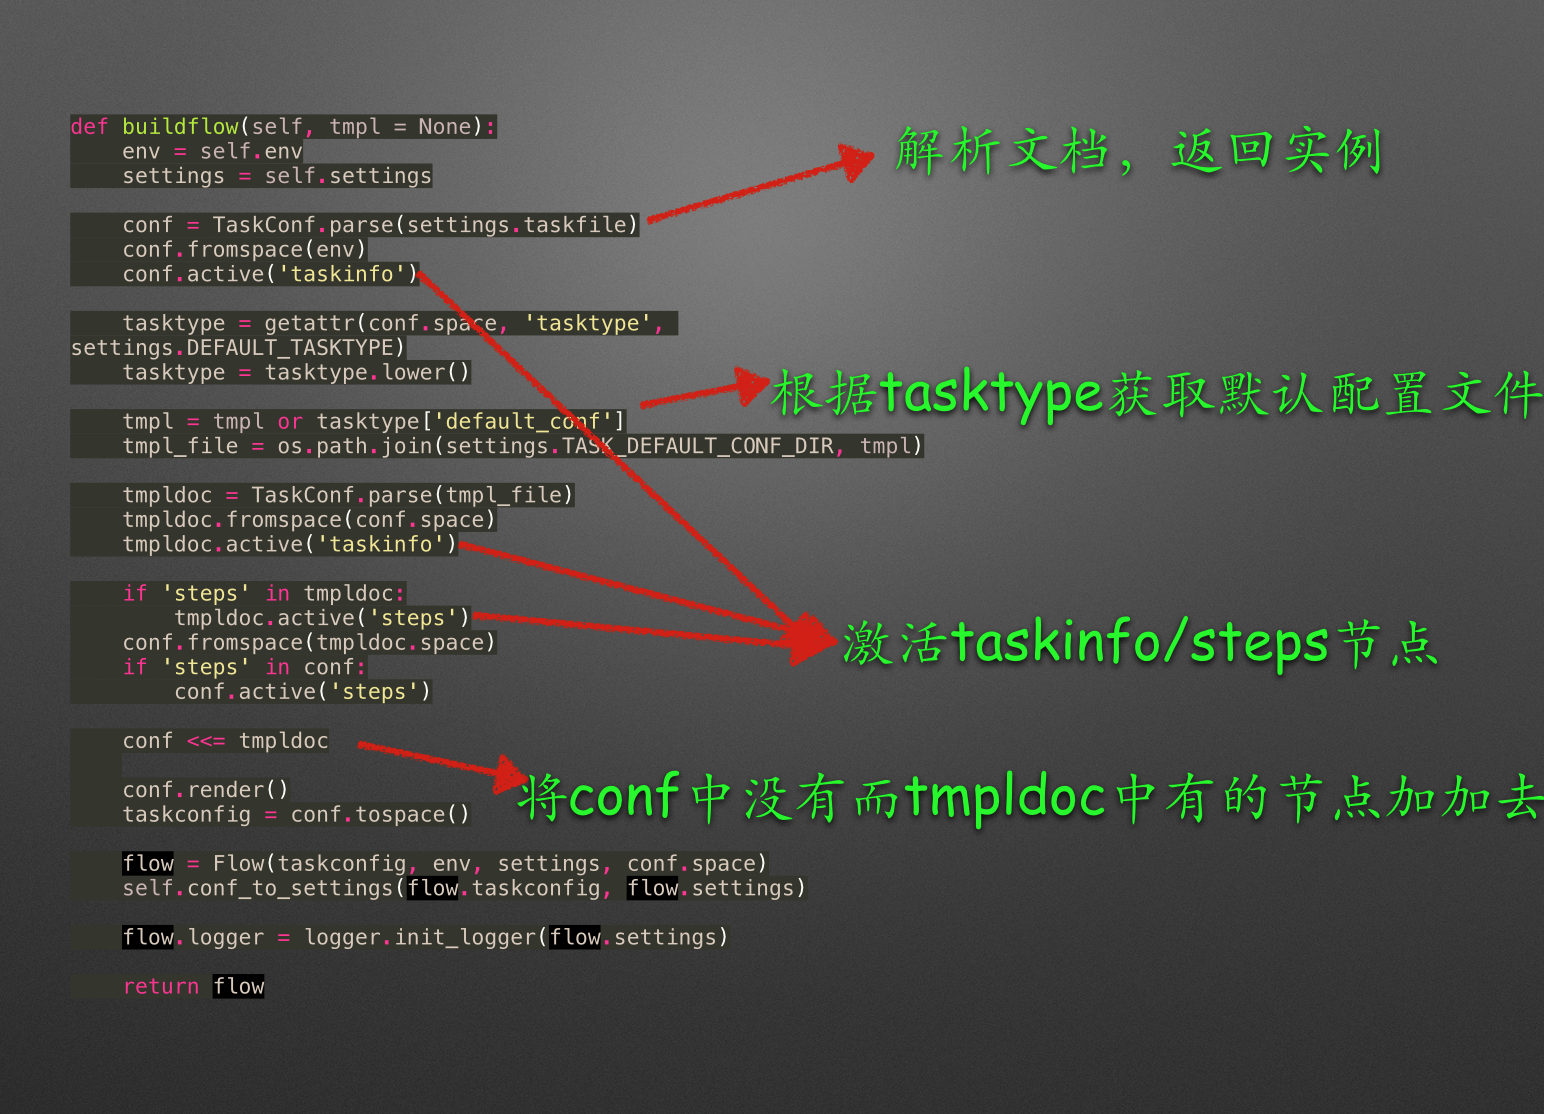 def buildflow(self, tmpl = None):
    env = self.env
    settings = self.settings
    conf = TaskConf.parse(settings.taskfile)
    conf.fromspace(env)
    conf.active('taskinfo')
解析文档，返回实例
    tasktype = getattr(conf.space, 'tasktype',
settings.DEFAULT_TASKTYPE)
    tasktype = tasktype.lower()
    tmpl = tmpl or tasktype['default_conf']
    tmpl_file = os.path.join(settings.TASK_DEFAULT_CONF_DIR, tmpl)
根据tasktype获取默认配置文件
    tmpldoc = TaskConf.parse(tmpl_file)
    tmpldoc.fromspace(conf.space)
    tmpldoc.active('taskinfo')
    if 'steps' in tmpldoc:
        tmpldoc.active('steps')
    conf.fromspace(tmpldoc.space)
    if 'steps' in conf:
        conf.active('steps')
激活taskinfo/steps节点
    conf <<= tmpldoc
    conf.render()
    taskconfig = conf.tospace()
将conf中没有而tmpldoc中有的节点加加去
    flow = Flow(taskconfig, env, settings, conf.space)
    self.conf_to_settings(flow.taskconfig, flow.settings)
    flow.logger = logger.init_logger(flow.settings)
    return flow